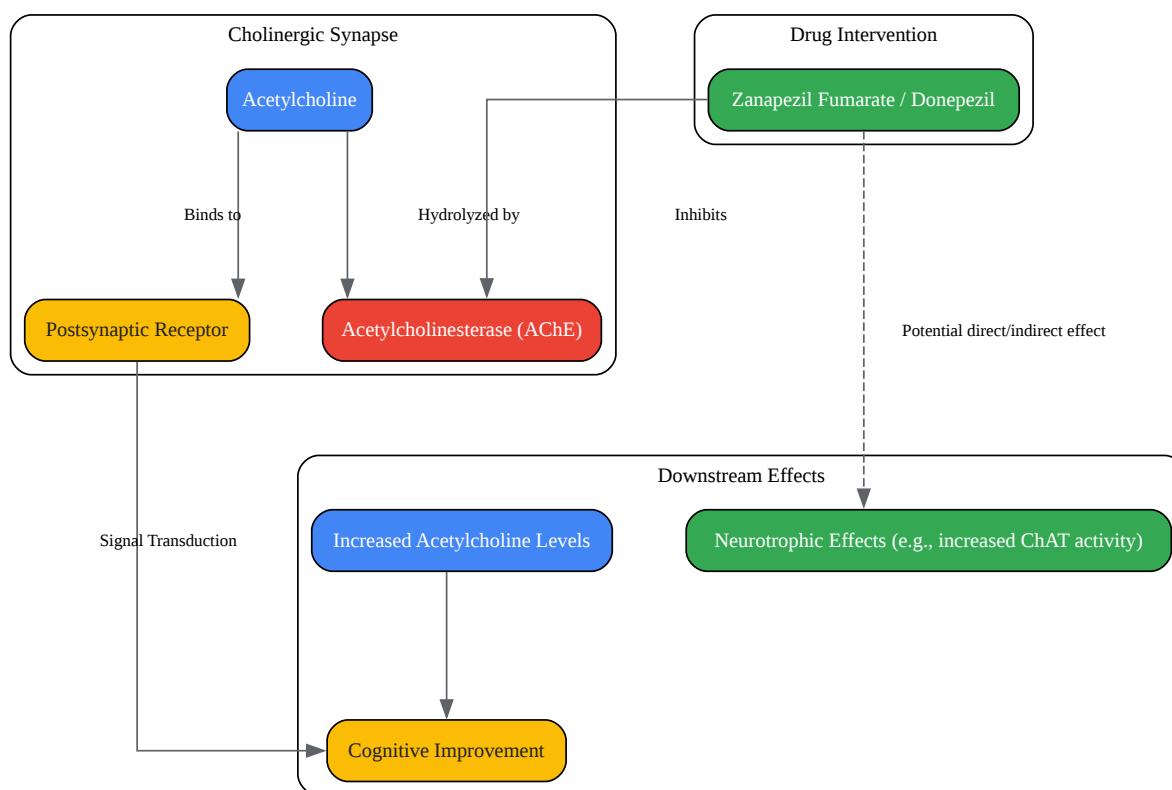 Cholinergic Synapse
Drug Intervention
Acetylcholine
Zanapezil Fumarate / Donepezil
Binds to
Hydrolyzed by
Inhibits
Postsynaptic Receptor
Acetylcholinesterase (AChE)
Potential direct/indirect effect
Downstream Effects
Signal Transduction
Increased Acetylcholine Levels
Neurotrophic Effects (e.g., increased ChAT activity)
Cognitive Improvement